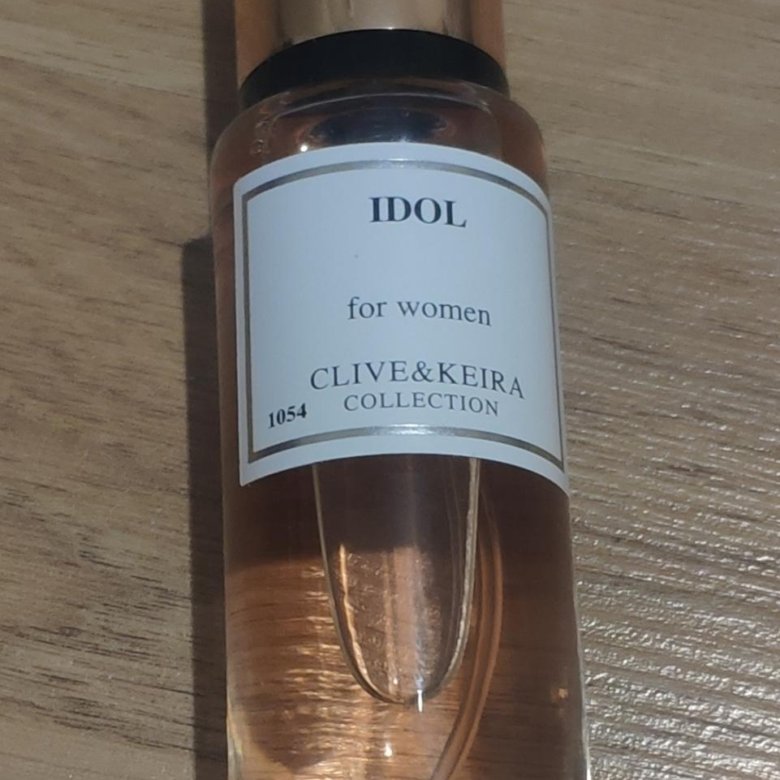 IDOL
for women
CLIVE&KEIRA
COLLECTION
1054